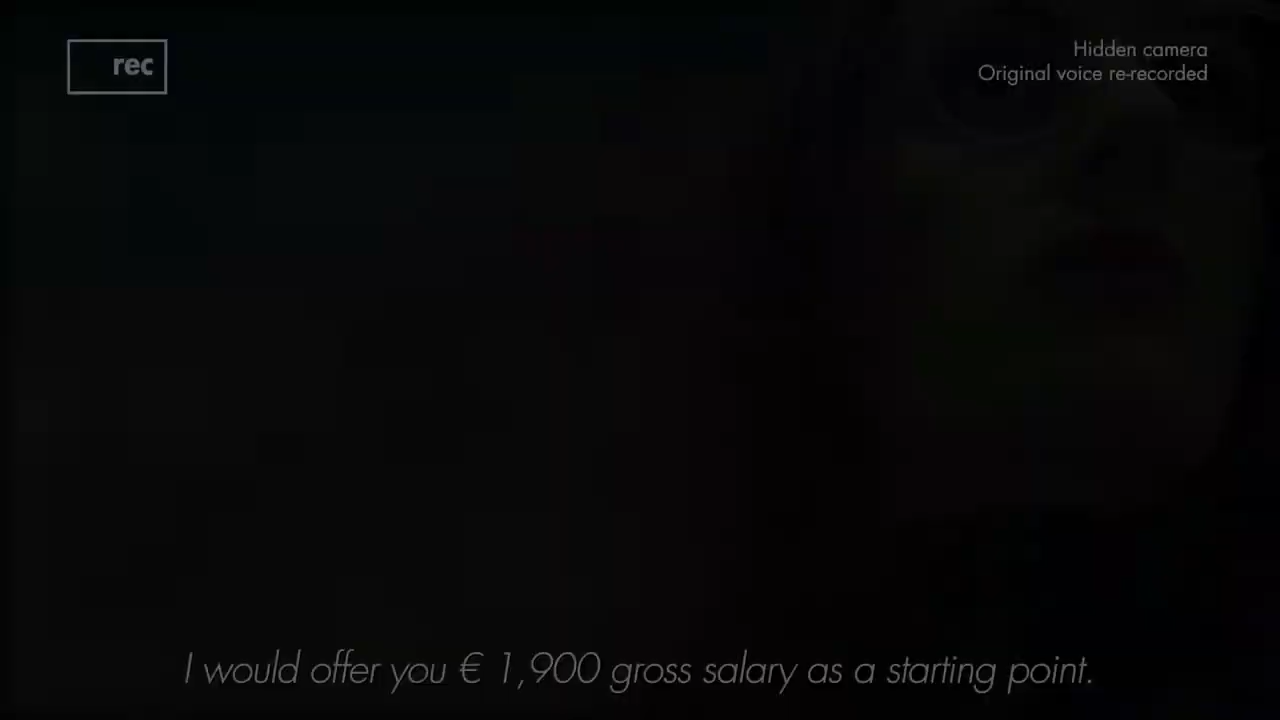 rec
Hidden camera
Original voice re-recorded
I would offer you € 1,900 gross salary as a starting point.